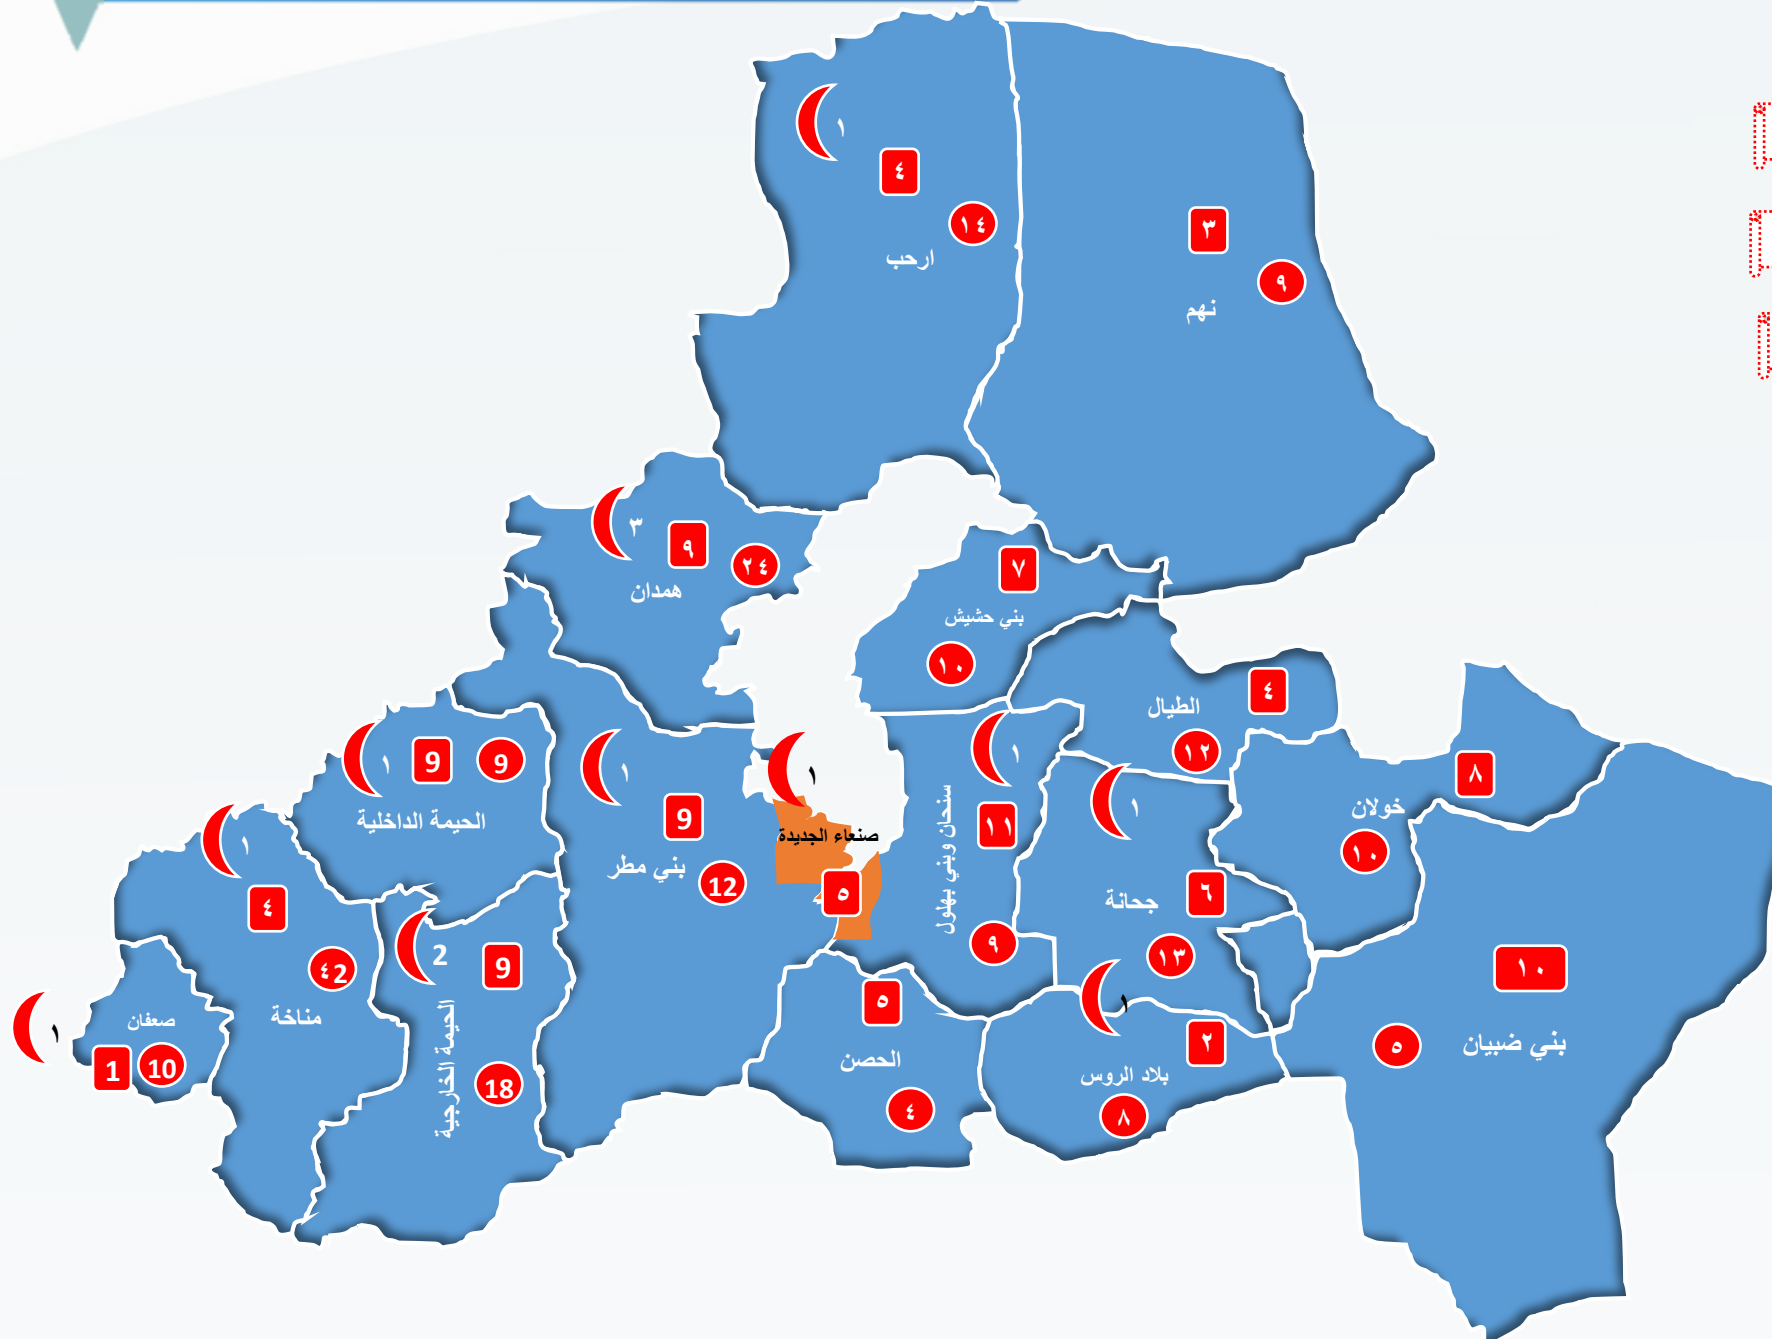 ١
٤
١٤
ارحب
٣
٩
نهم
٣
٩
٢٤
همدان
٧
بني حشيش
١٠
٤
الطيال
١٢
١
9
9
الحيمة الداخلية
١
9
بني مطر
12
١
صنعاء الجديدة
٥
١
١١
سنحان وبني بهلول
٩
١
جحانة
٦
١٣
٨
خولان
١٠
١
٤
٤2
مناخة
2
9
الحيمة الخارجية
18
١
صعفان
1
10
٥
الحصن
٤
١
٢
بلاد الروس
٨
١٠
بني ضبيان
٥